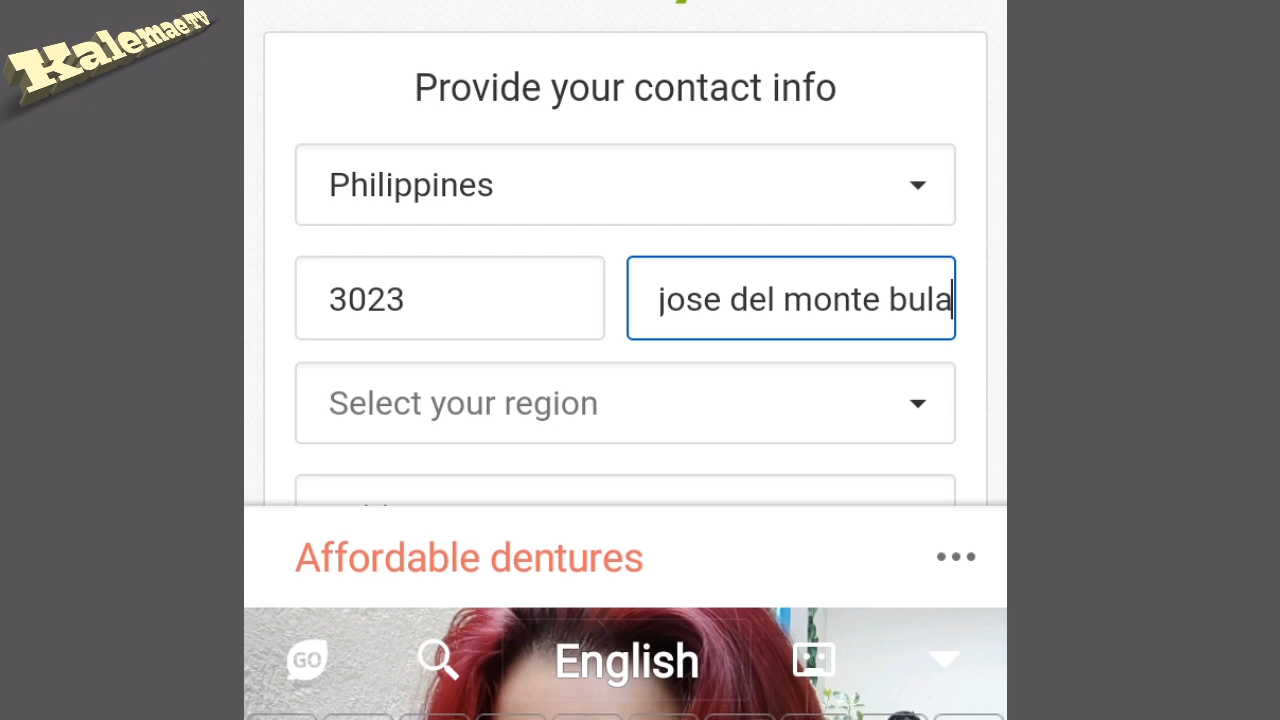 Kalemae TV
Provide your contact info
Philippines
3023
jose del monte bula
Select your region
Affordable dentures
GO
English